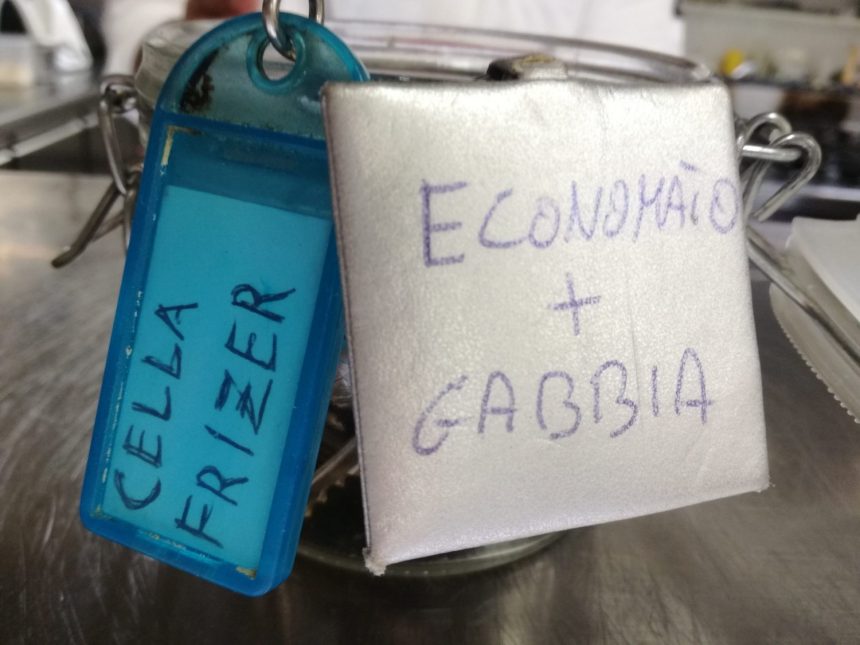 CELLA
FRIZER
ECONOMATO
+
GABBIA